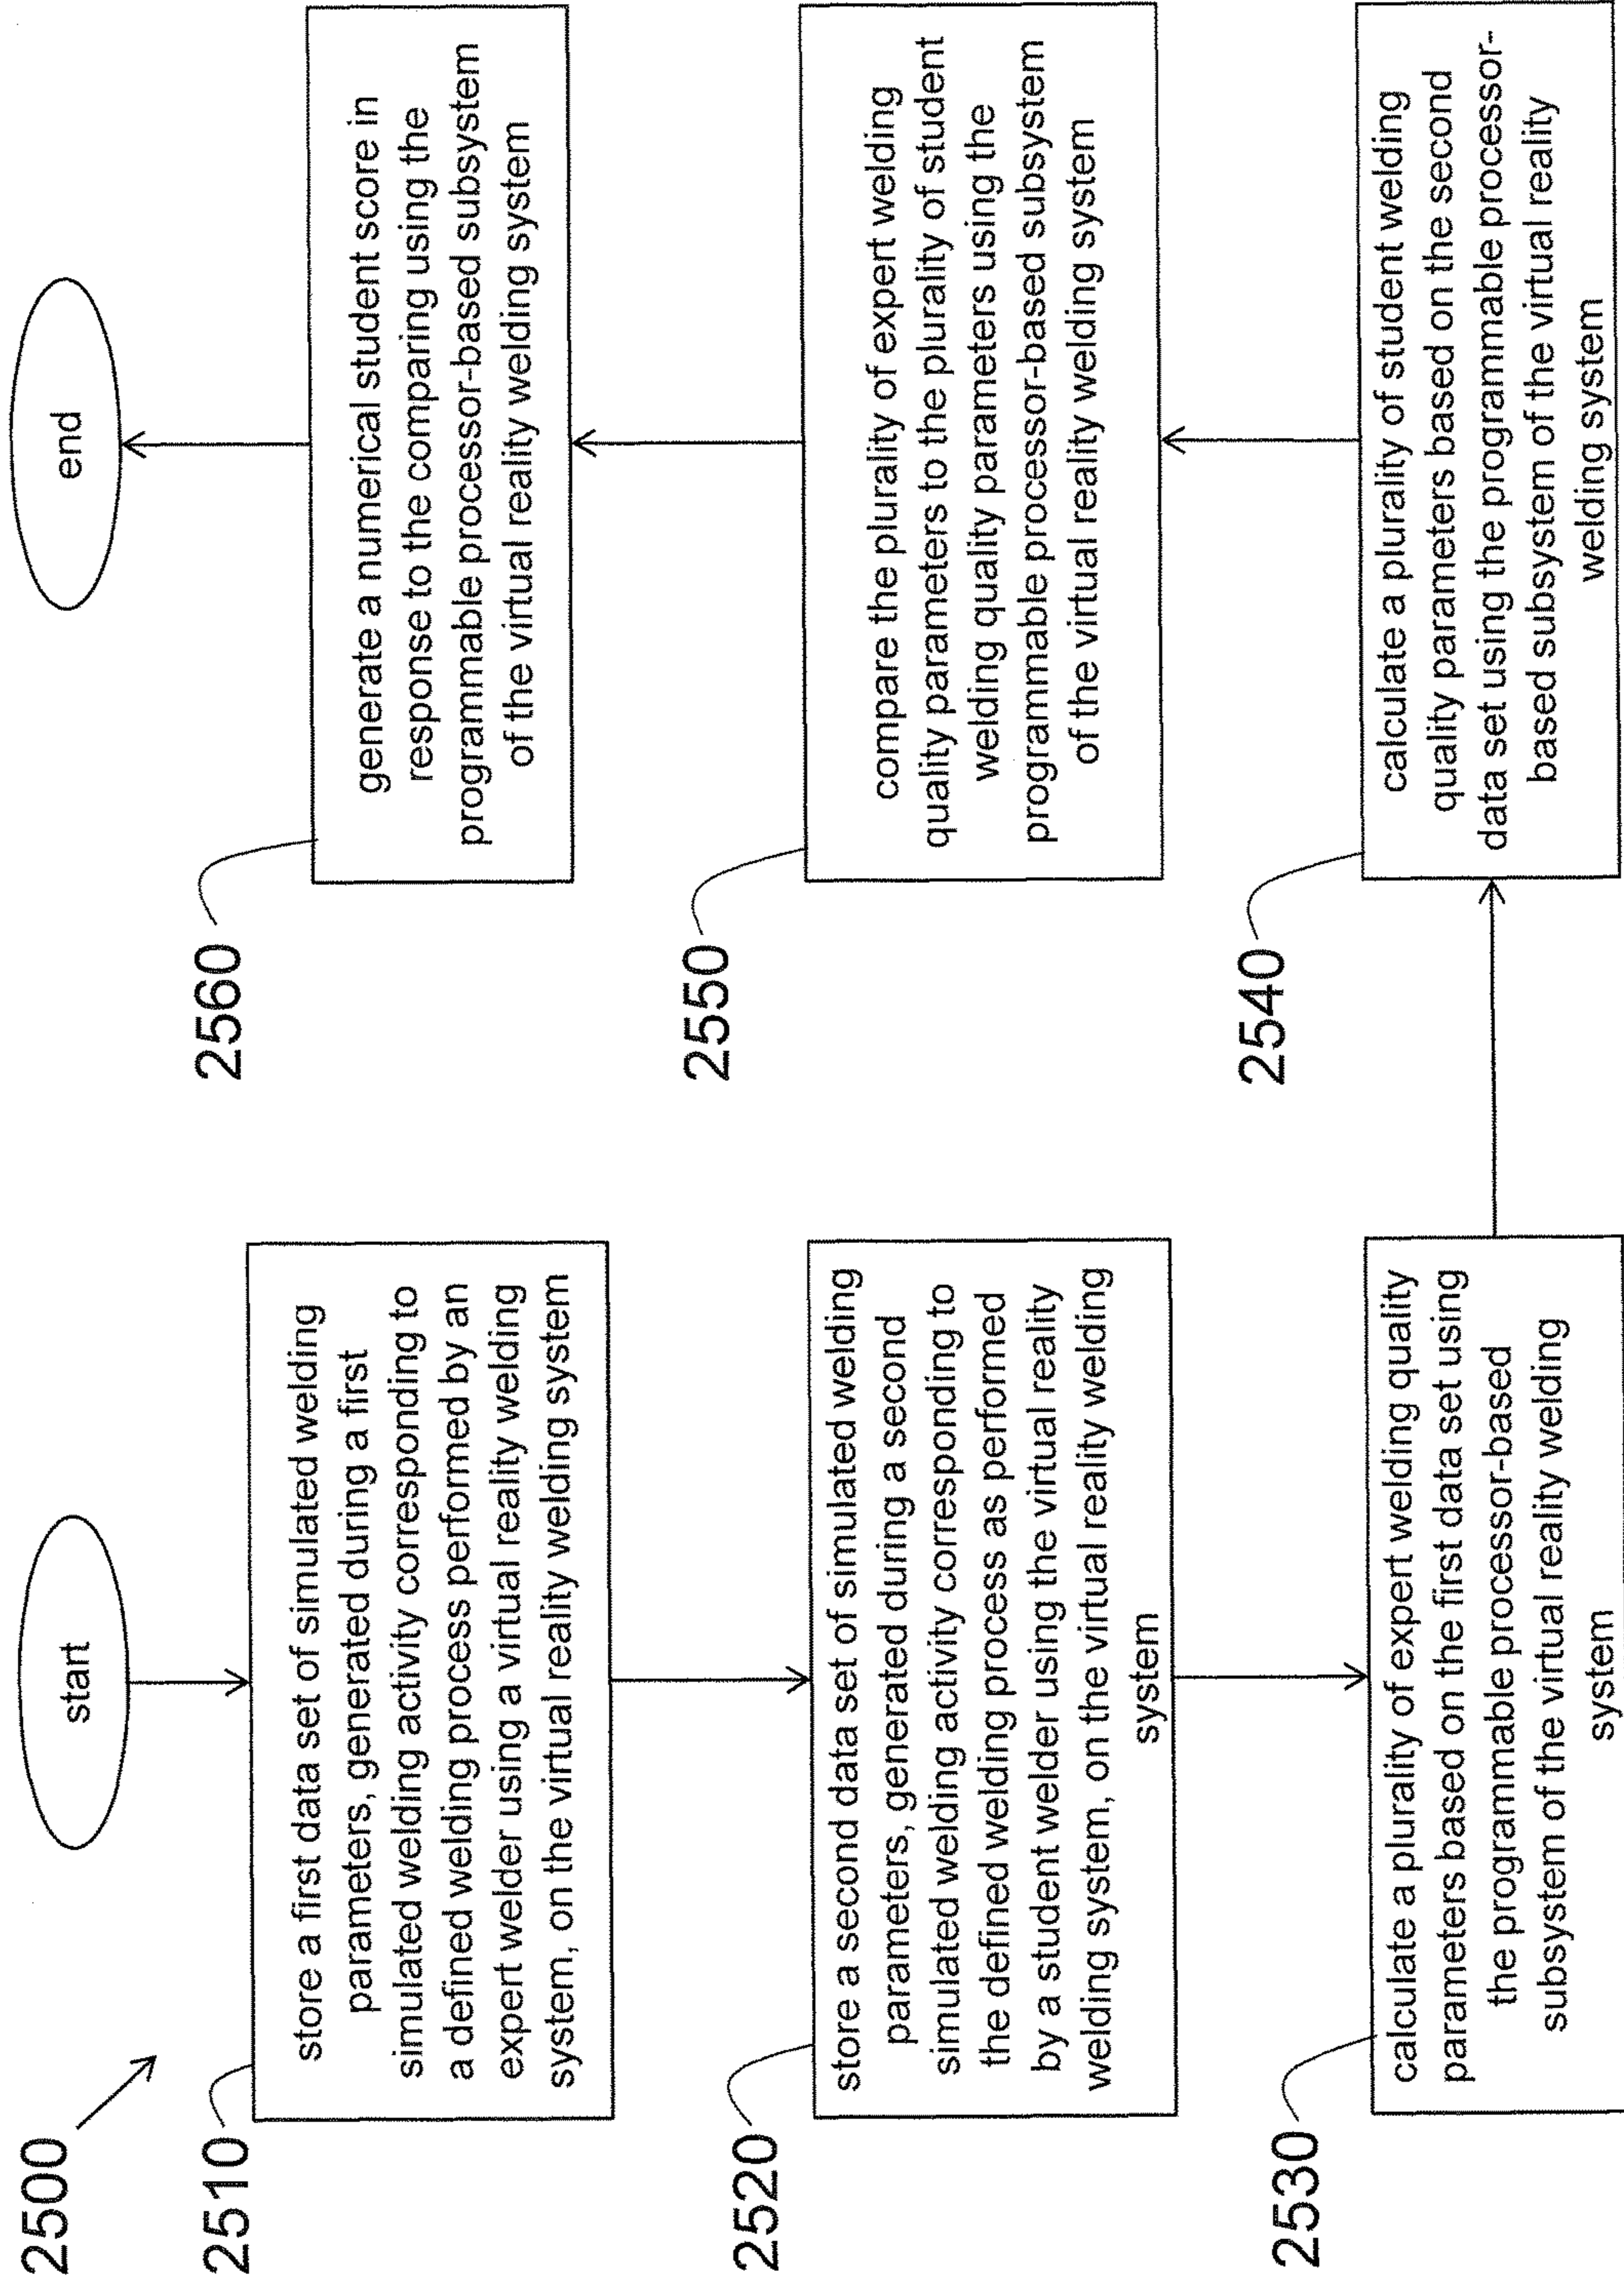 2500
start
2510
store a first data set of simulated welding
parameters, generated during a first
simulated welding activity corresponding to
a defined welding process performed by an
expert welder using a virtual reality welding
system, on the virtual reality welding system
2520
store a second data set of simulated welding
parameters, generated during a second
simulated welding activity corresponding to
the defined welding process as performed
by a student welder using the virtual reality
welding system, on the virtual reality welding
system
2530
calculate a plurality of expert welding quality
parameters based on the first data set using
the programmable processor-based
subsystem of the virtual reality welding
system
2540
calculate a plurality of student welding
quality parameters based on the second
data set using the programmable processor-
based subsystem of the virtual reality
welding system
2550
compare the plurality of expert welding
quality parameters to the plurality of student
welding quality parameters using the
programmable processor-based subsystem
of the virtual reality welding system
2560
generate a numerical student score in
response to the comparing using the
programmable processor-based subsystem
of the virtual reality welding system
end